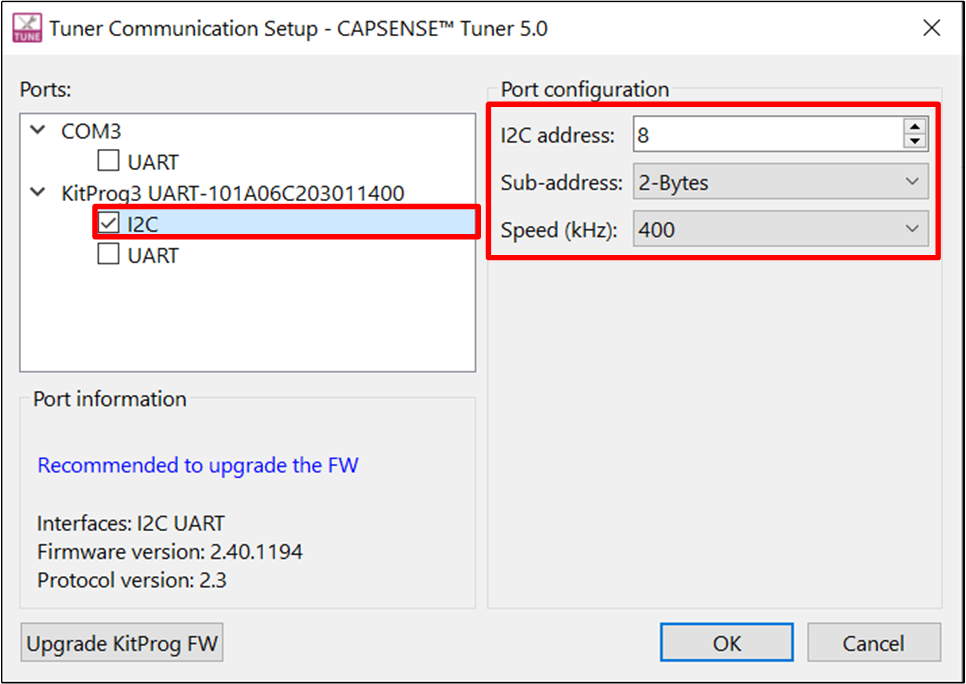 TUNE
Tuner Communication Setup - CAPSENSE™ Tuner 5.0
Ports:
COM3
UART
KitProg3 UART-101A06C203011400
I2C
UART
Port information
Recommended to upgrade the FW
Interfaces: I2C UART
Firmware version: 2.40.1194
Protocol version: 2.3
Port configuration
I2C address: 8
Sub-address: 2-Bytes
Speed (kHz): 400
Upgrade KitProg FW
OK
Cancel